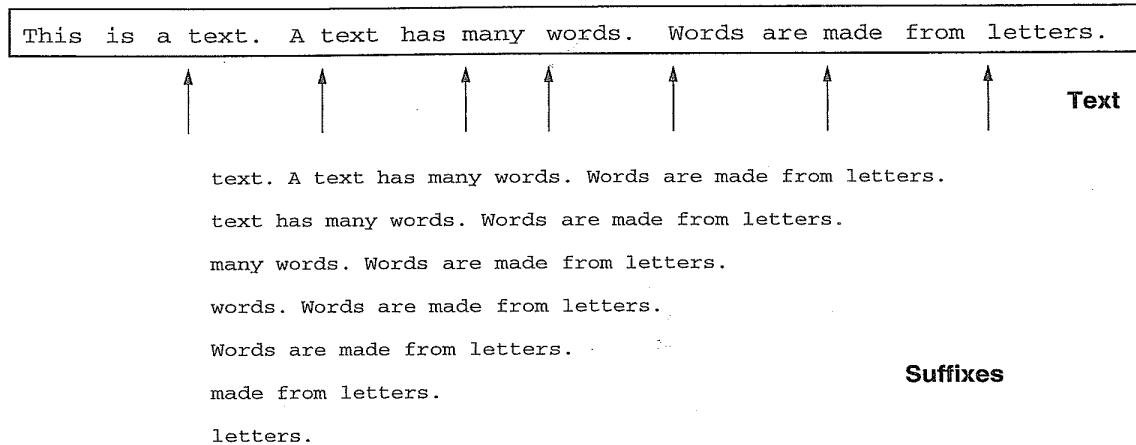 This is a text. A text has many words. Words are made from letters.
Text
text. A text has many words. Words are made from letters.
text has many words. Words are made from letters.
many words. Words are made from letters.
words. Words are made from letters.
Words are made from letters.
Suffixes
made from letters.
letters.